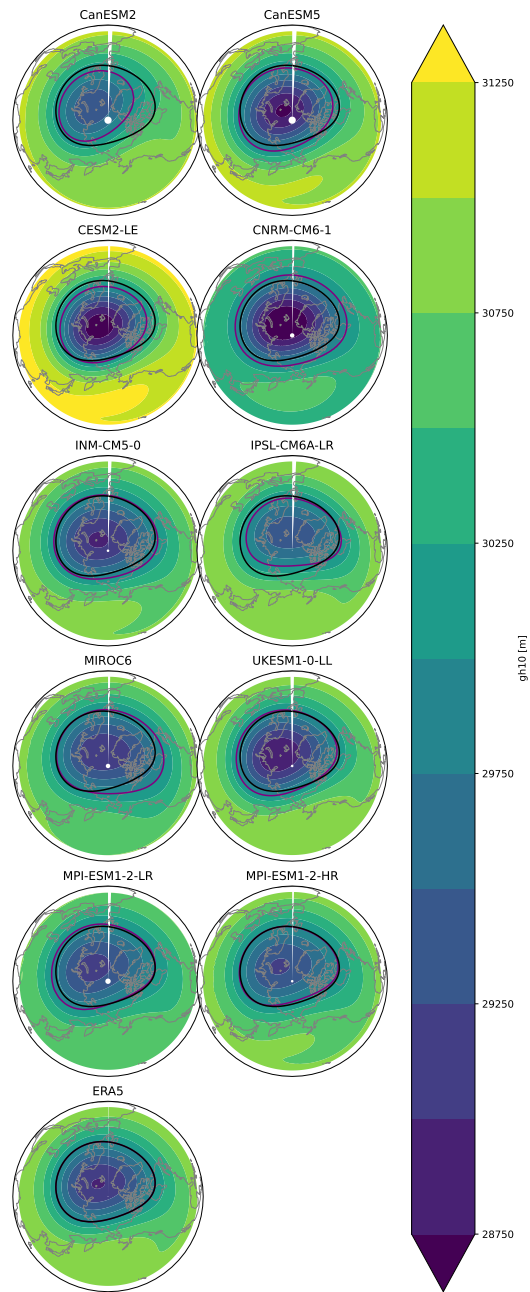 CanESM2
CanESM5
CESM2-LE
CNRM-CM6-1
INM-CM5-0
IPSL-CM6A-LR
MIROC6
UKESM1-0-LL
MPI-ESM1-2-LR
MPI-ESM1-2-HR
ERA5
31250
30750
30250
29750
29250
28750
gh10 [m]